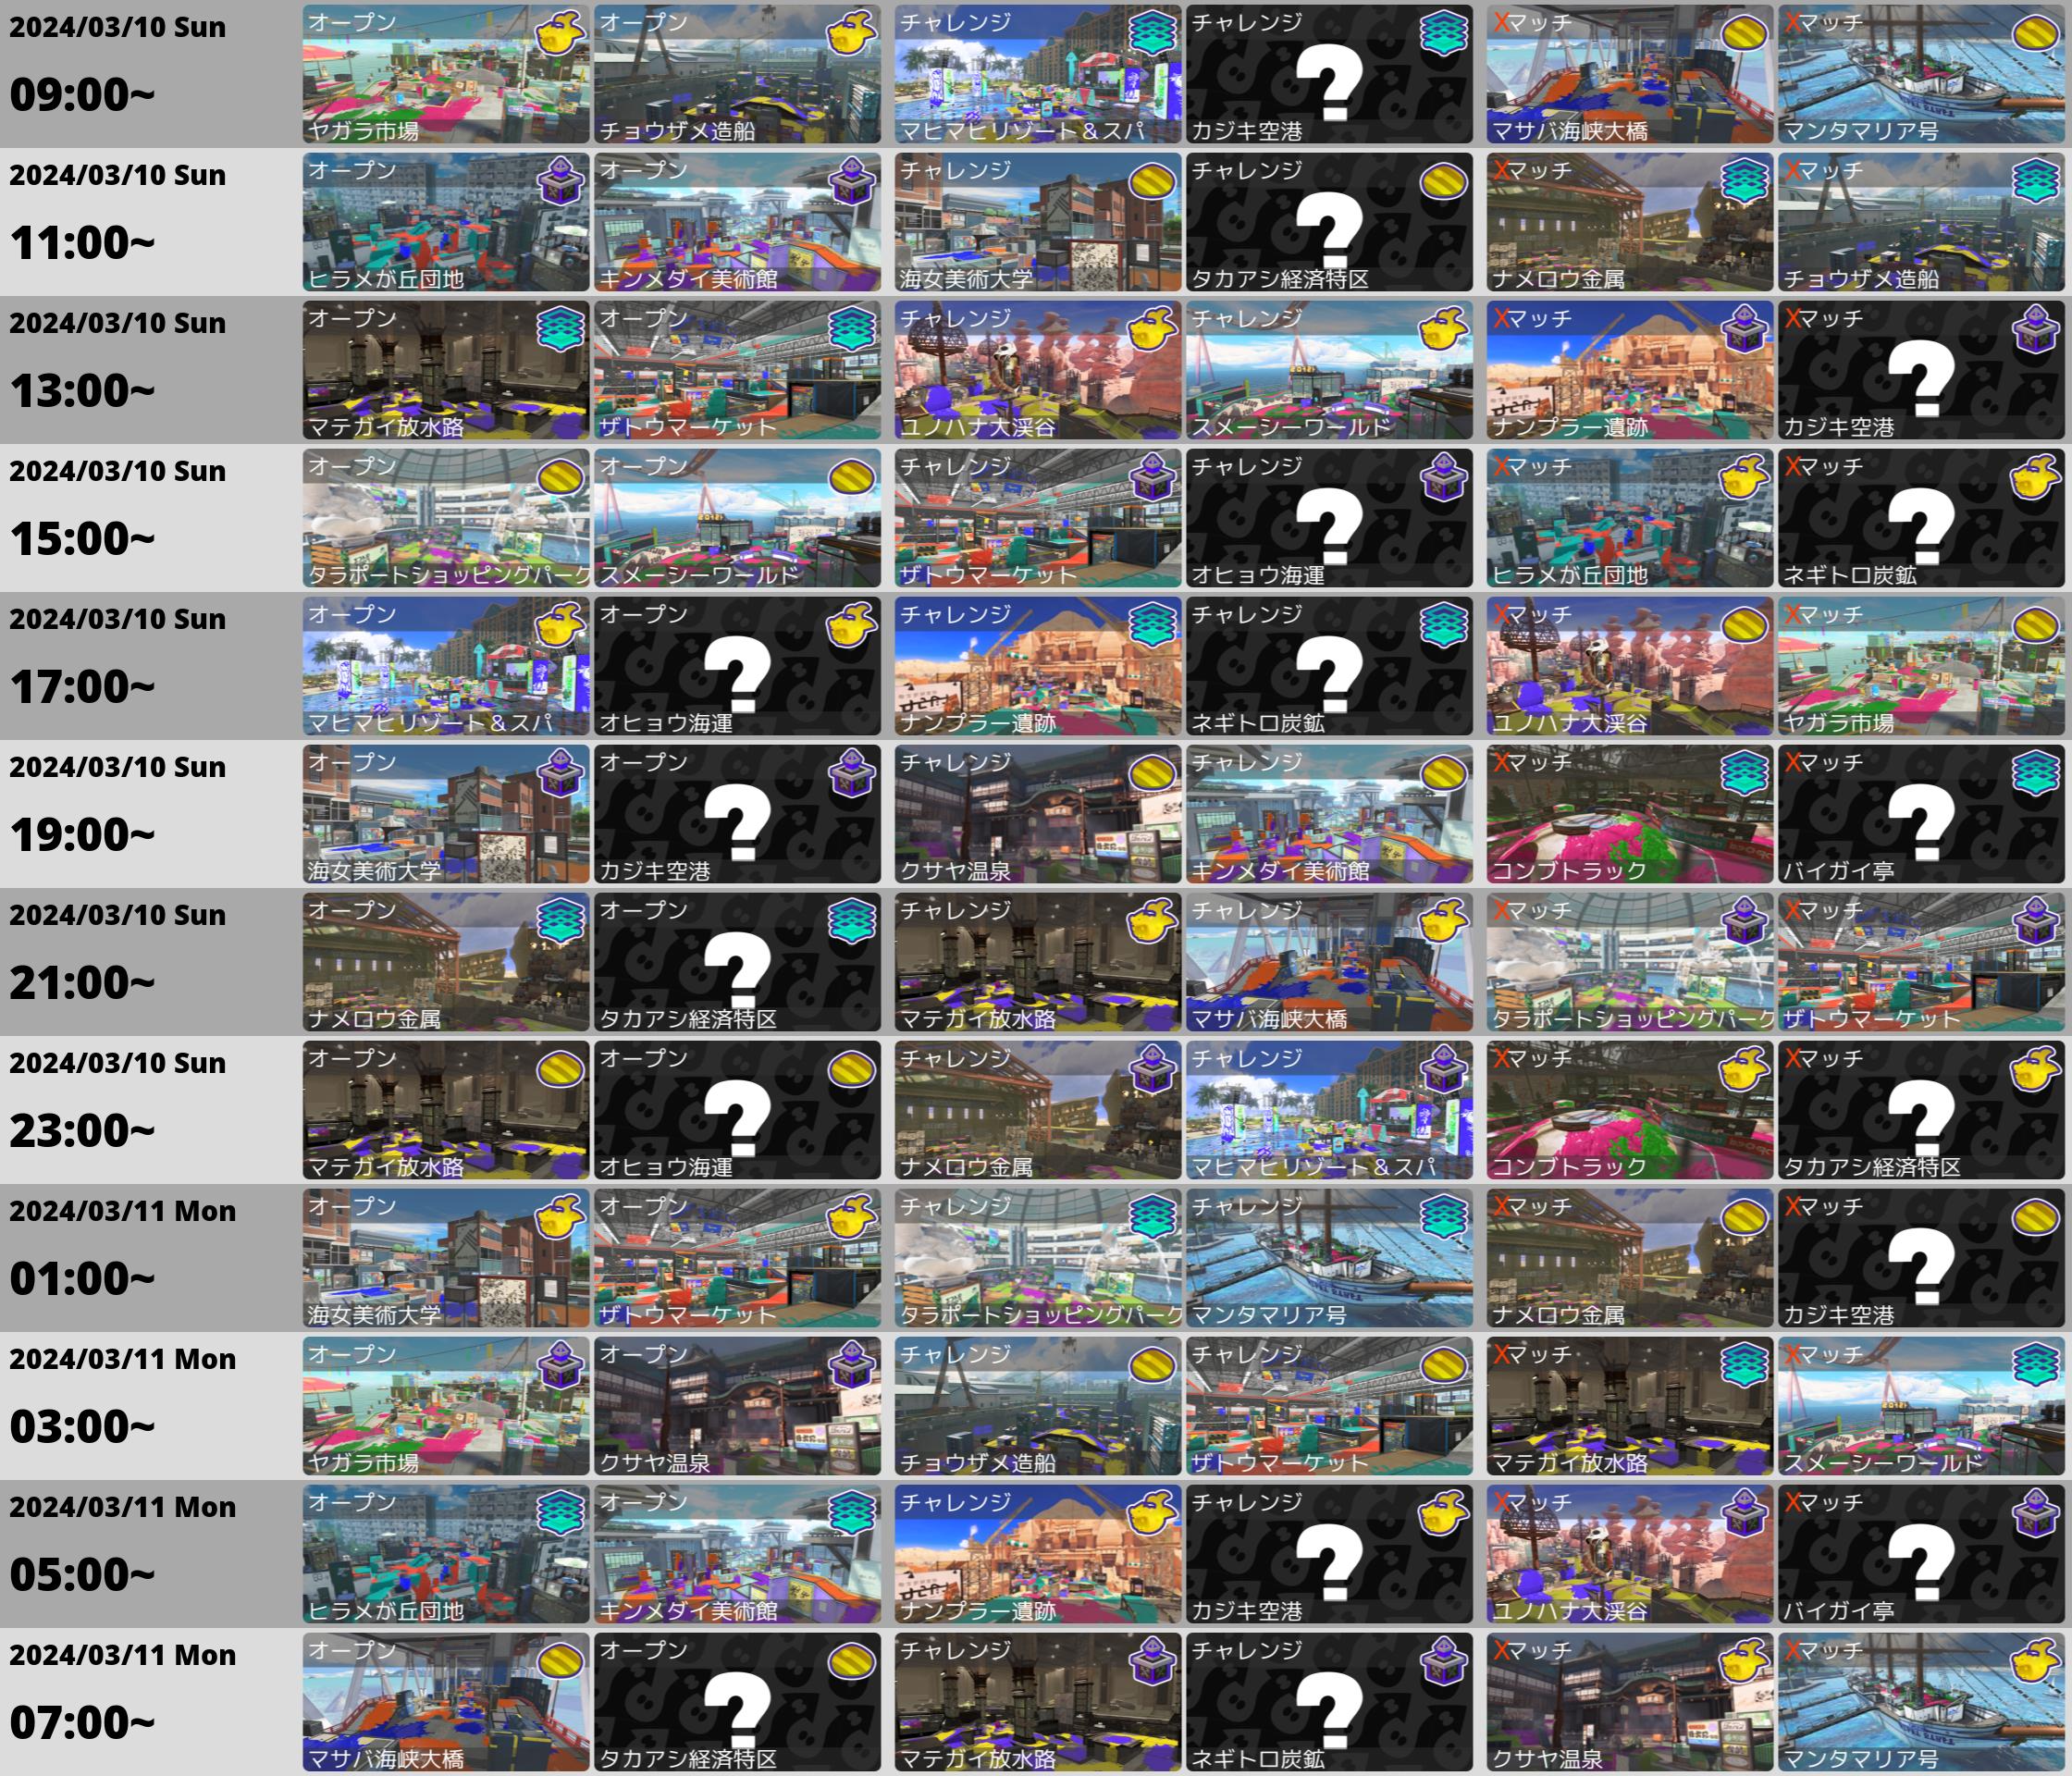 2024/03/10 Sun
09:00~
オープン オープン チャレンジ チャレンジ Xマッチ Xマッチ
ヤガラ市場 チョウザメ造船 マヒマヒリゾート&スパ カジキ空港 マサバ海峡大橋 マンタマリア号
2024/03/10 Sun
11:00~
オープン オープン チャレンジ チャレンジ Xマッチ Xマッチ
ヒラメが丘団地 キンメダイ美術館 海女美術大学 タカアシ経済特区 ナメロウ金属 チョウザメ造船
2024/03/10 Sun
13:00~
オープン オープン チャレンジ チャレンジ Xマッチ Xマッチ
マテガイ放水路 ザトウマーケット ユノハナ大渓谷 スメーシーワールド ナンプラー遺跡 カジキ空港
2024/03/10 Sun
15:00~
オープン オープン チャレンジ チャレンジ Xマッチ Xマッチ
タラポートショッピングパーク スメーシーワールド ザトウマーケット オヒョウ海運 ヒラメが丘団地 ネギトロ炭鉱
2024/03/10 Sun
17:00~
オープン オープン チャレンジ チャレンジ Xマッチ Xマッチ
マヒマヒリゾート&スパ オヒョウ海運 ナンプラー遺跡 ネギトロ炭鉱 ユノハナ大渓谷 ヤガラ市場
2024/03/10 Sun
19:00~
オープン オープン チャレンジ チャレンジ Xマッチ Xマッチ
海女美術大学 カジキ空港 クサヤ温泉 キンメダイ美術館 コンブトラック バイガイ亭
2024/03/10 Sun
21:00~
オープン オープン チャレンジ チャレンジ Xマッチ Xマッチ
ナメロウ金属 タカアシ経済特区 マテガイ放水路 マサバ海峡大橋 タラポートショッピングパーク ザトウマーケット
2024/03/10 Sun
23:00~
オープン オープン チャレンジ チャレンジ Xマッチ Xマッチ
マテガイ放水路 オヒョウ海運 ナメロウ金属 マヒマヒリゾート&スパ コンブトラック タカアシ経済特区
2024/03/11 Mon
01:00~
オープン オープン チャレンジ チャレンジ Xマッチ Xマッチ
海女美術大学 ザトウマーケット タラポートショッピングパーク マンタマリア号 ナメロウ金属 カジキ空港
2024/03/11 Mon
03:00~
オープン オープン チャレンジ チャレンジ Xマッチ Xマッチ
ヤガラ市場 クサヤ温泉 チョウザメ造船 ザトウマーケット マテガイ放水路 スメーシーワールド
2024/03/11 Mon
05:00~
オープン オープン チャレンジ チャレンジ Xマッチ Xマッチ
ヒラメが丘団地 キンメダイ美術館 ナンプラー遺跡 カジキ空港 ユノハナ大渓谷 バイガイ亭
2024/03/11 Mon
07:00~
オープン オープン チャレンジ チャレンジ Xマッチ Xマッチ
マサバ海峡大橋 タカアシ経済特区 マテガイ放水路 ネギトロ炭鉱 クサヤ温泉 マンタマリア号